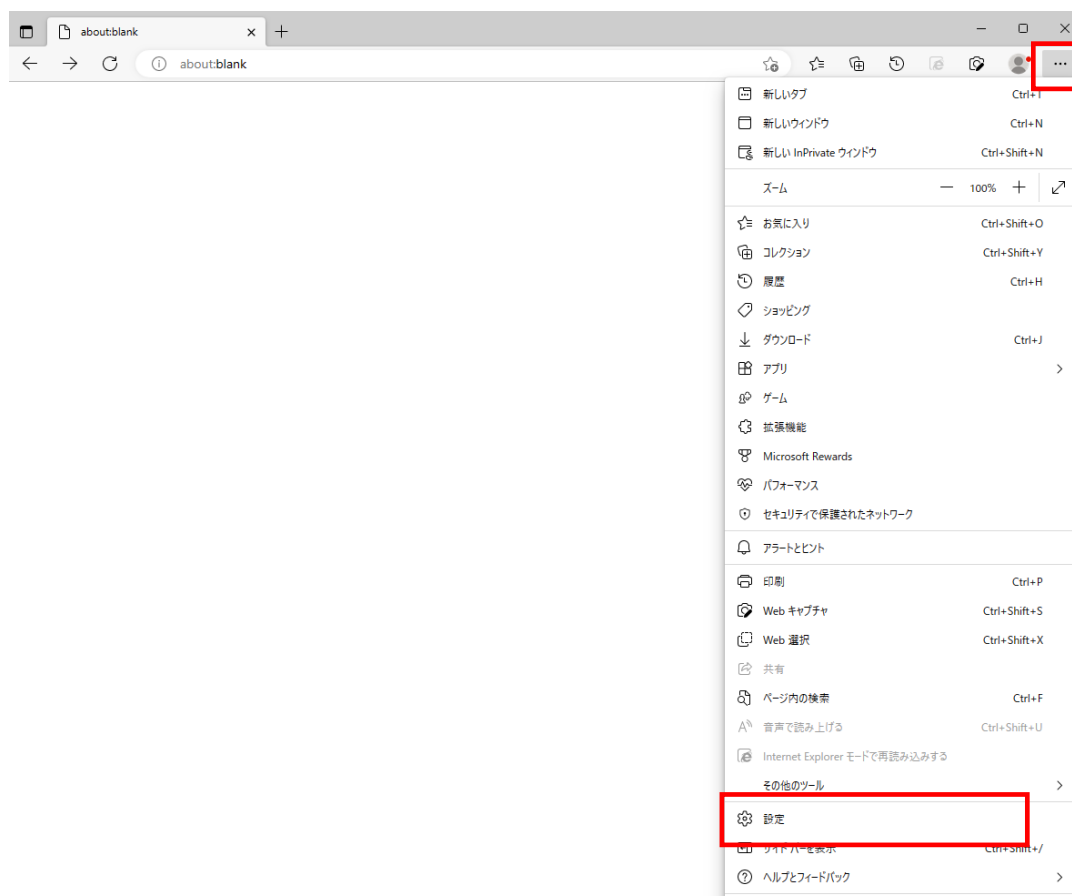 about:blank
about:blank
新しいタブ Ctrl+T
新しいウィンドウ Ctrl+N
新しい InPrivate ウィンドウ Ctrl+Shift+N
ズーム 100%
お気に入り Ctrl+Shift+O
コレクション Ctrl+Shift+Y
履歴 Ctrl+H
ショッピング
ダウンロード Ctrl+J
アプリ
ゲーム
拡張機能
Microsoft Rewards
パフォーマンス
セキュリティで保護されたネットワーク
アラートとヒント
印刷 Ctrl+P
Web キャプチャ Ctrl+Shift+S
Web 選択 Ctrl+Shift+X
共有
ページ内の検索 Ctrl+F
音声で読み上げる Ctrl+Shift+U
Internet Explorer モードで再読み込みする
その他のツール
設定
サイド バーを表示 Ctrl+Shift+/
ヘルプとフィードバック